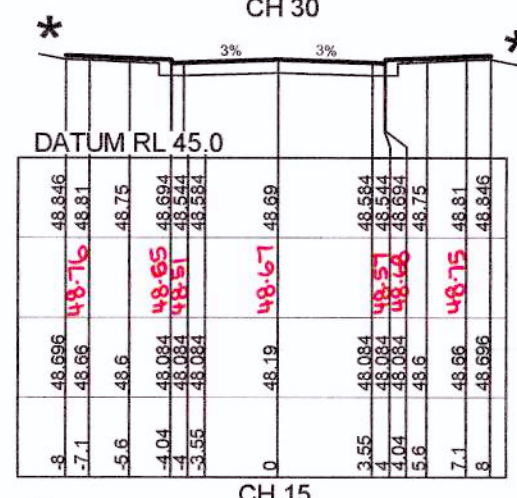 CH 30
* *
3% 3%
DATUM RL 45.0
48.846 48.81 48.75 48.694 48.544 48.584 48.69 48.584 48.544 48.694 48.75 48.81 48.846
48.76 48.65 48.51 48.67 48.57 48.68 48.75
48.696 48.66 48.6 48.084 48.084 48.084 48.19 48.084 48.084 48.084 48.6 48.66 48.696
-8 -7.1 -5.6 -4.04 -4 -3.55 0 3.55 4 4.04 5.6 7.1 8
CH 15